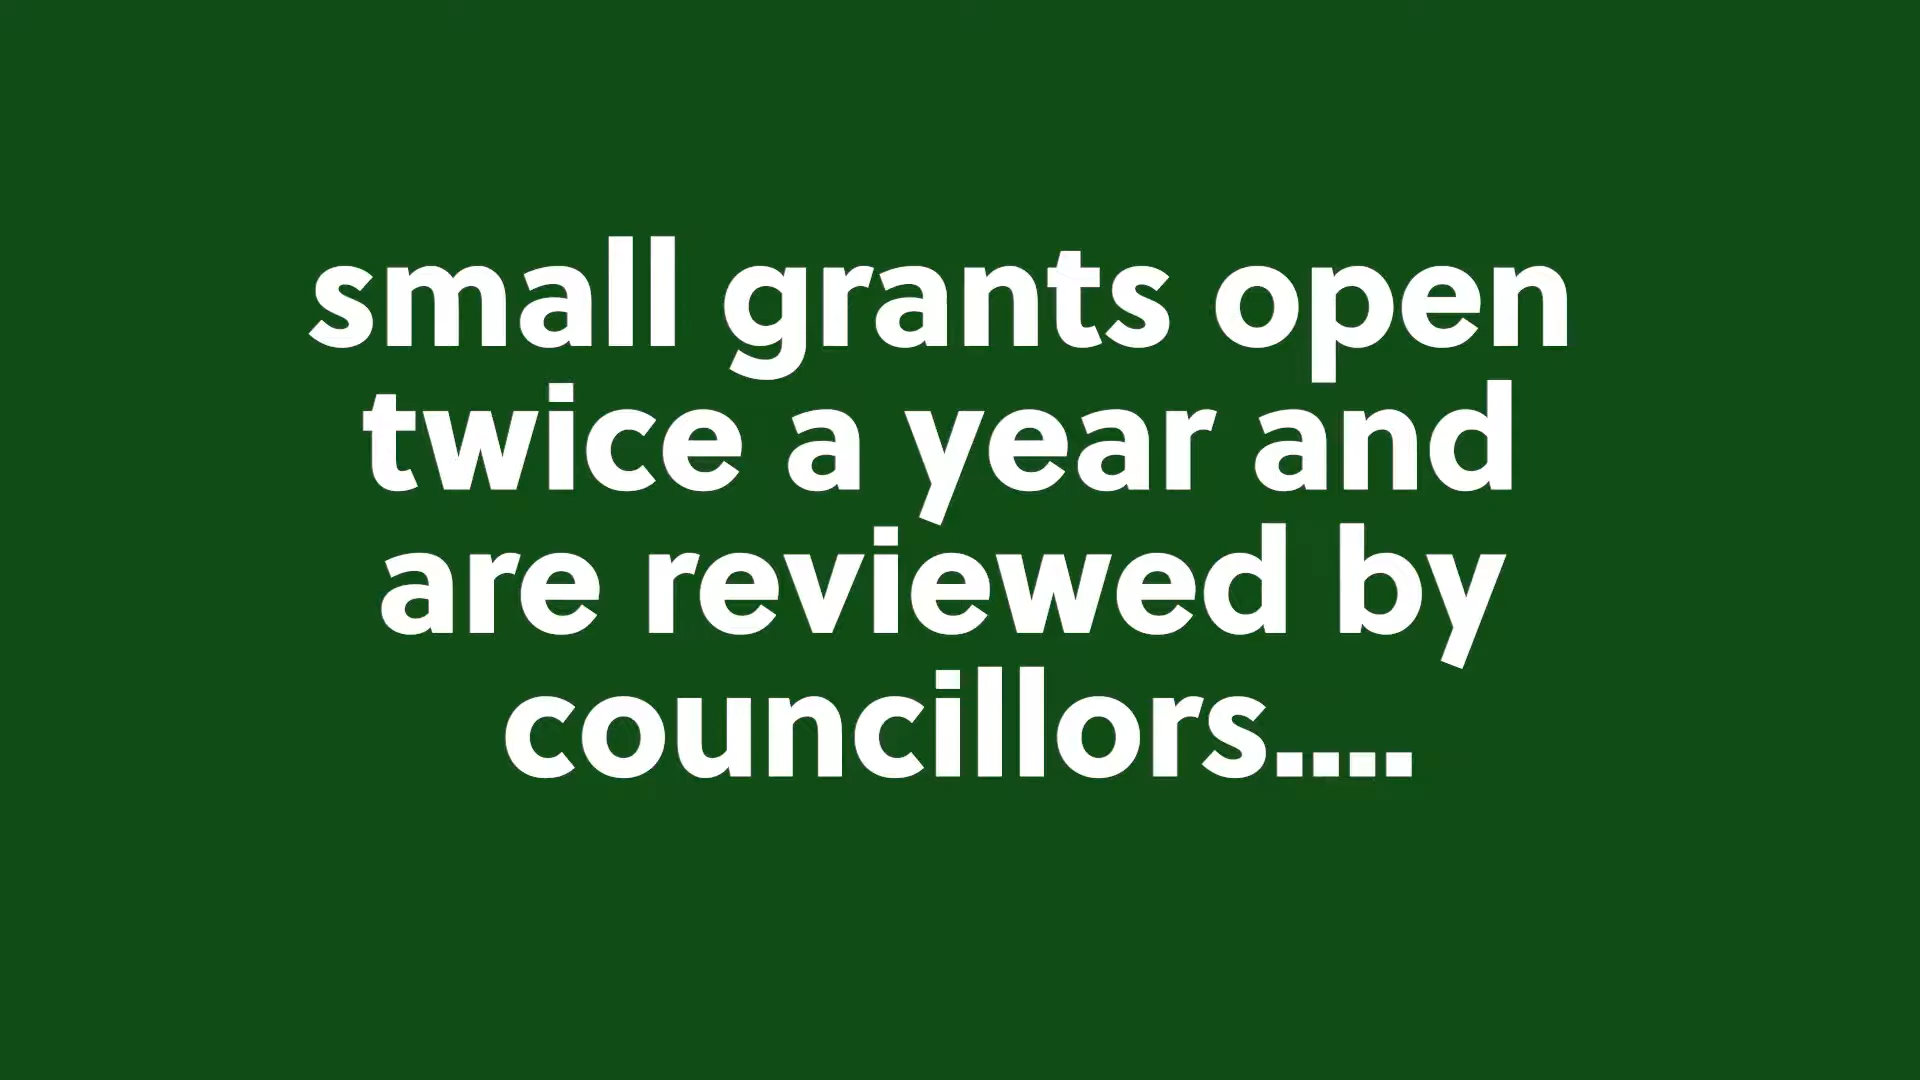 small grants open
twice a year and
are reviewed by
councillors....